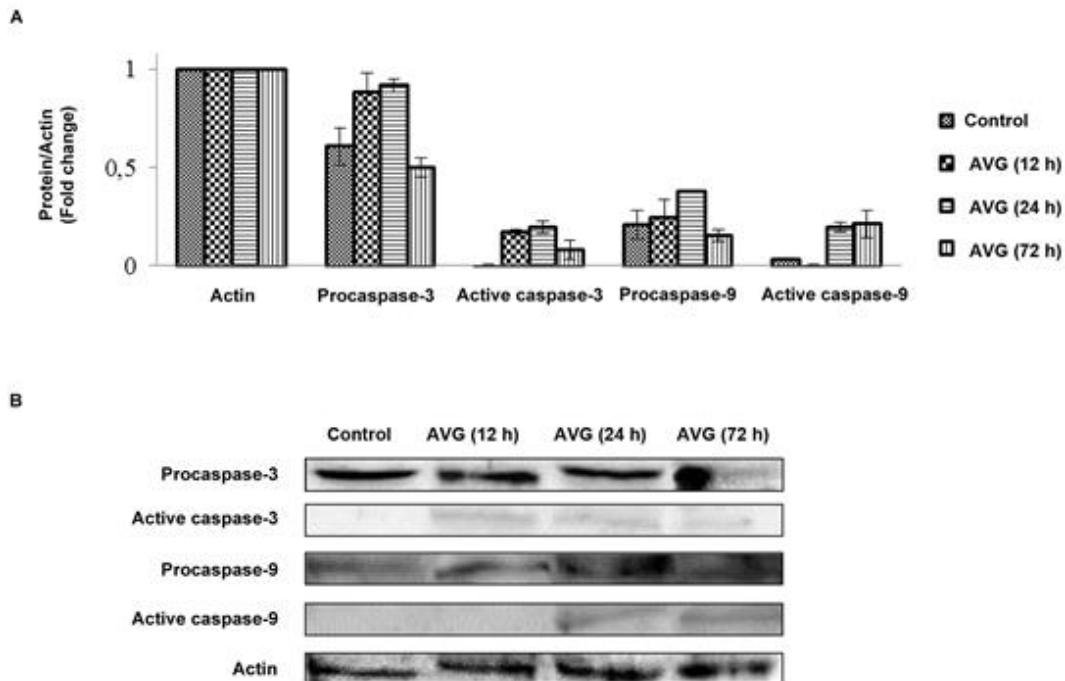 A
Protein/Actin
(Fold change)
1
0,5
0
Actin
Procaspase-3
Active caspase-3
Procaspase-9
Active caspase-9
Control
AVG (12 h)
AVG (24 h)
AVG (72 h)
B
Control AVG (12 h) AVG (24 h) AVG (72 h)
Procaspase-3
Active caspase-3
Procaspase-9
Active caspase-9
Actin